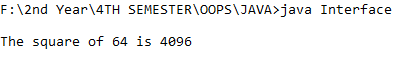 F:\2nd Year\4TH SEMESTER\OOPS\JAVA>java Interface
The square of 64 is 4096